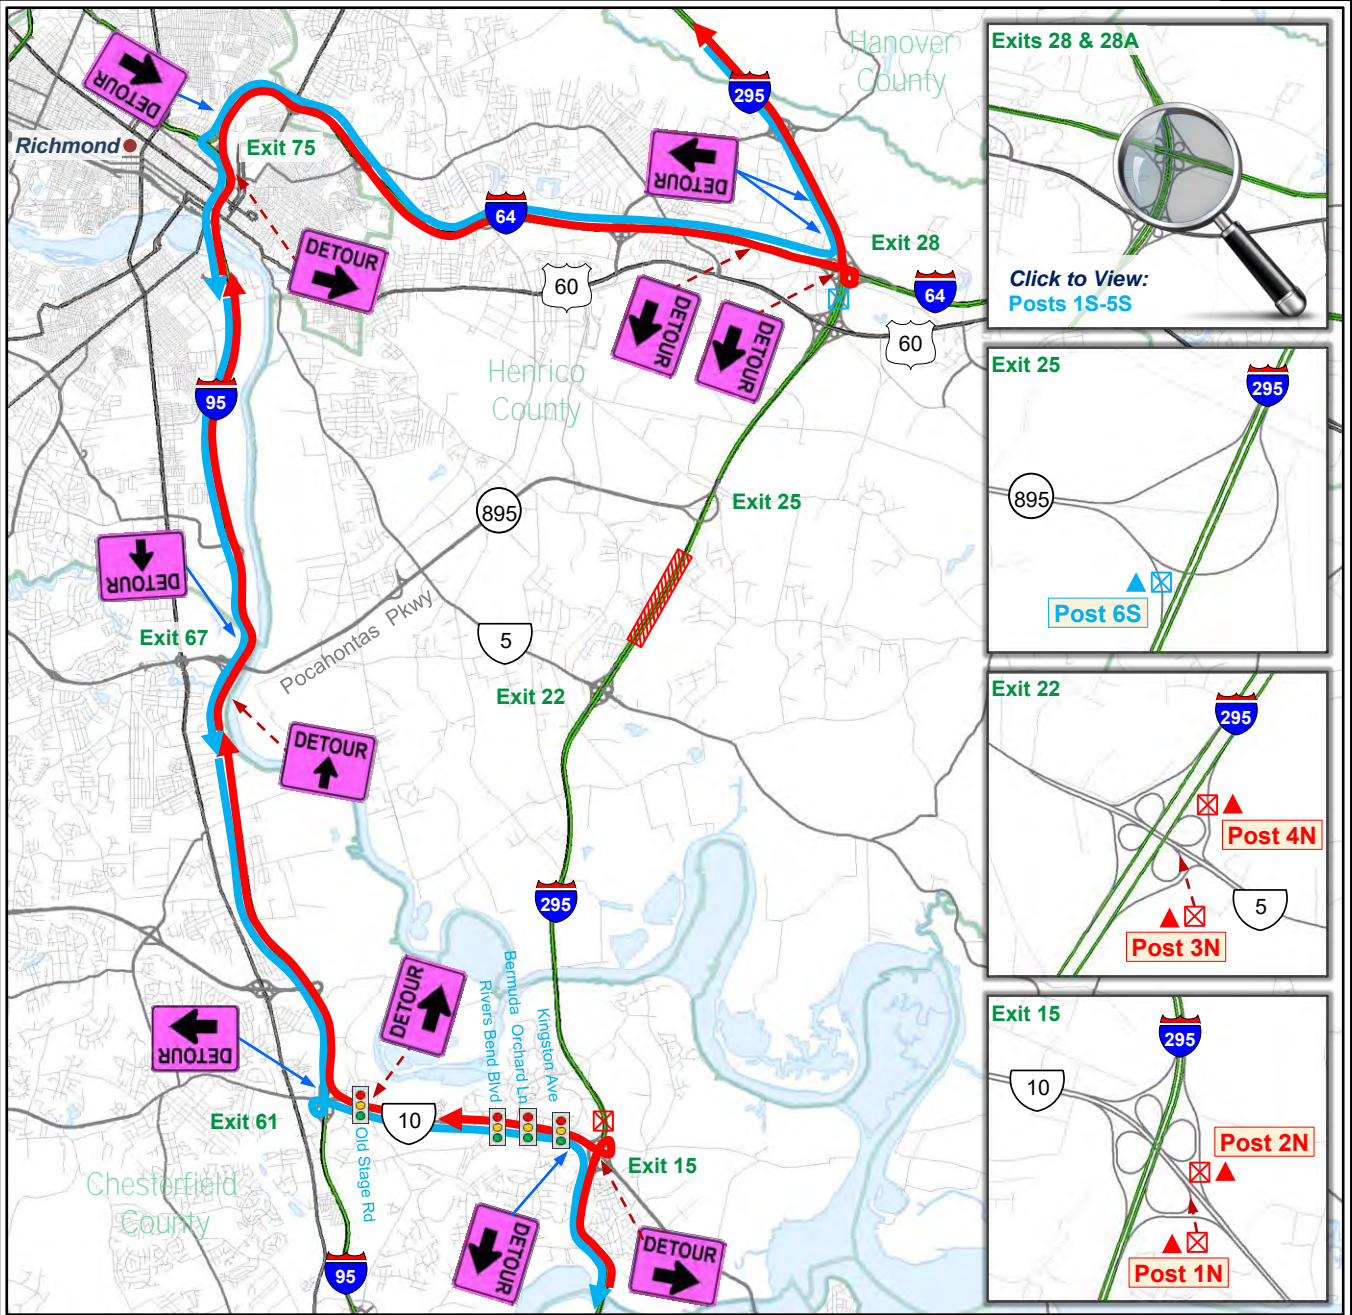 Hanover
County
295
DETOUR
Richmond
Exit 75
DETOUR
64
Exit 28
DETOUR
60
64
60
DETOUR
DETOUR
Henrico
County
95
895
Exit 25
DETOUR
Pocahontas Pkwy
Exit 67
5
Exit 22
DETOUR
295
DETOUR
Rivers Bend Blvd
Bermuda Orchard Ln
Kingston Ave
DETOUR
Exit 61
10
Old Stage Rd
Exit 15
Chesterfield
County
DETOUR
DETOUR
95
Exits 28 & 28A
Click to View:
Posts 1S-5S
Exit 25
295
895
Post 6S
Exit 22
295
Post 4N
5
Post 3N
Exit 15
295
10
Post 2N
Post 1N